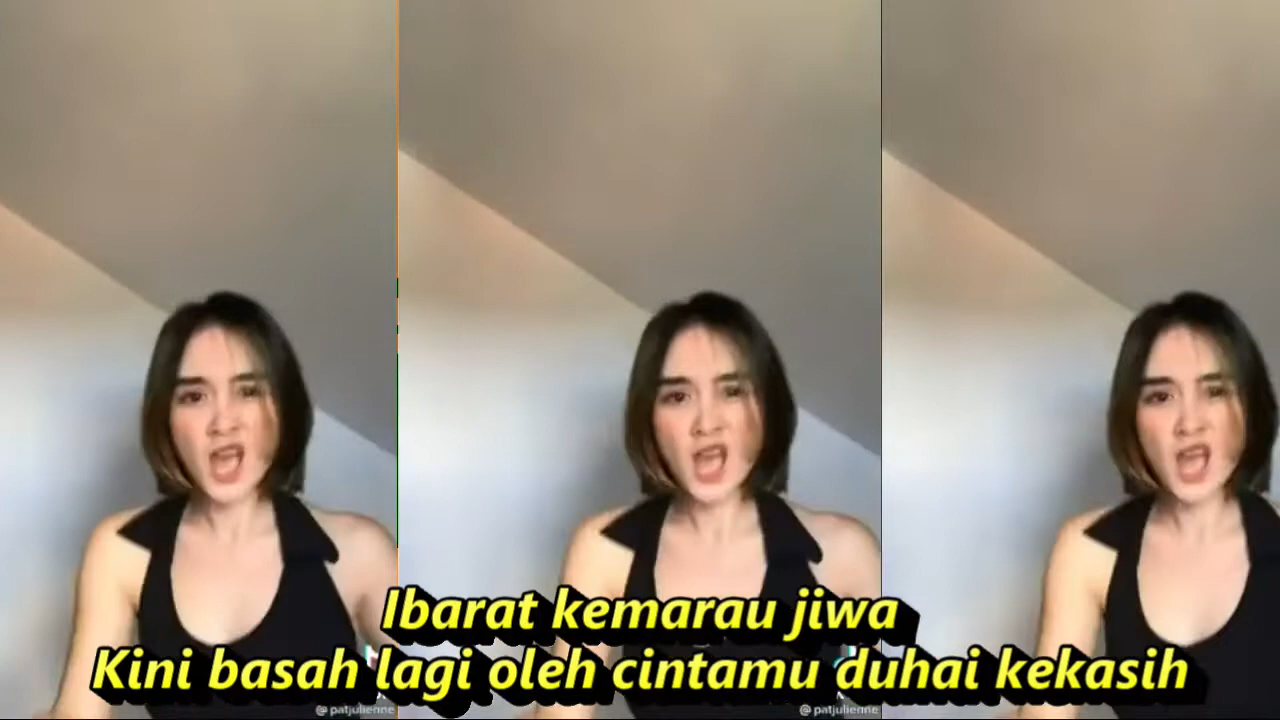 Ibarat kemarau jiwa
Kini basah lagi oleh cintamu duhai kekasih
@patjulienne @patjulienne